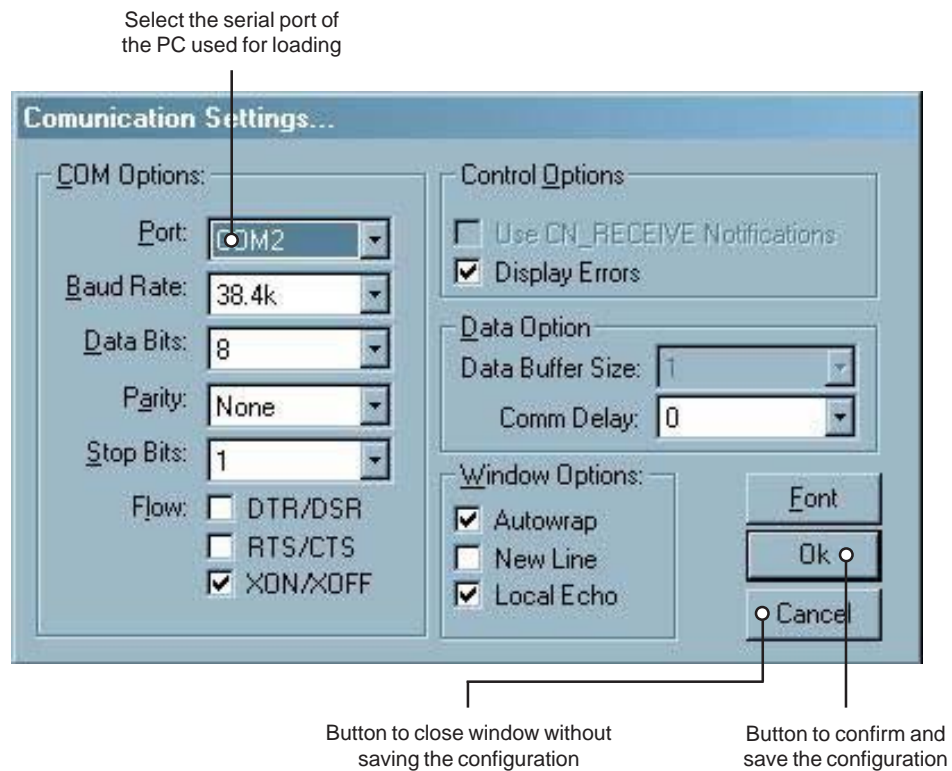 Select the serial port of
the PC used for loading
Comunication Settings...
COM Options:
Port: COM2
Baud Rate: 38.4k
Data Bits: 8
Parity: None
Stop Bits: 1
Flow: DTR/DSR
RTS/CTS
XON/XOFF
Control Options
Use CN_RECEIVE Notifications
Display Errors
Data Option
Data Buffer Size: 1
Comm Delay: 0
Window Options:
Autowrap
New Line
Local Echo
Font
Ok
Cancel
Button to close window without
saving the configuration
Button to confirm and
save the configuration